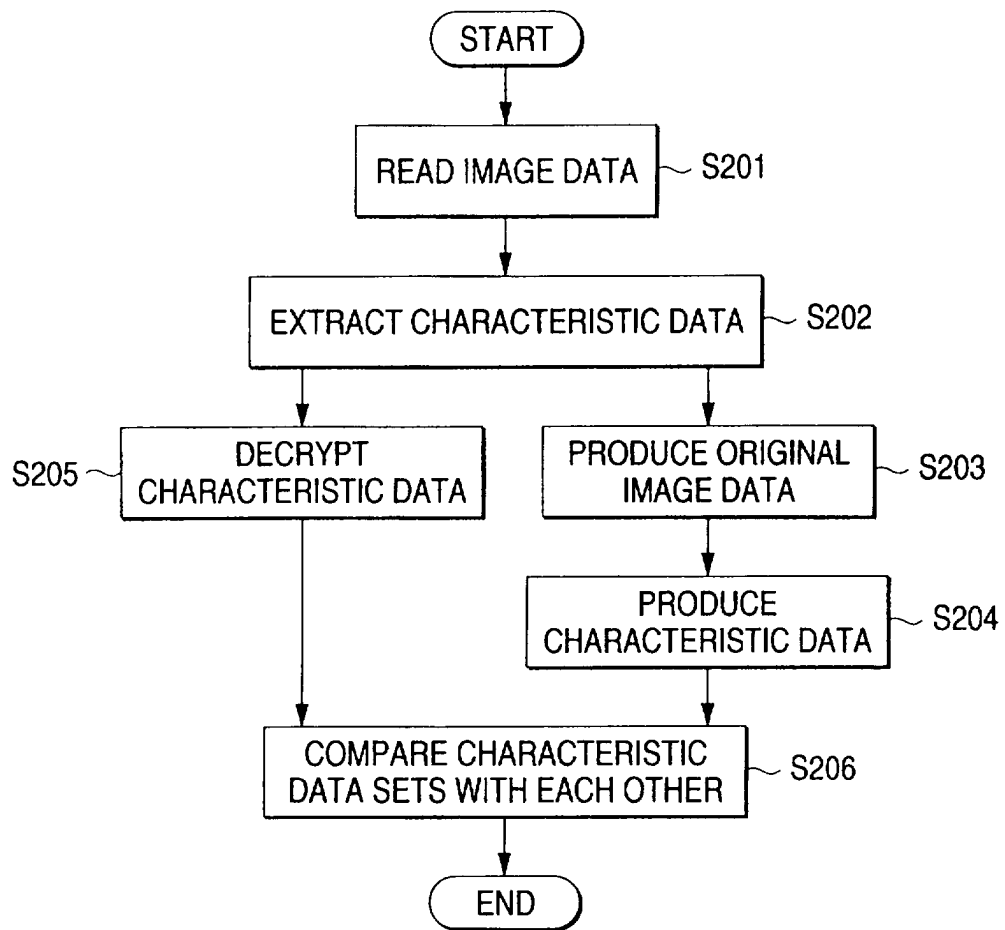 START
READ IMAGE DATA
S201
EXTRACT CHARACTERISTIC DATA
S202
S205
DECRYPT
CHARACTERISTIC DATA
PRODUCE ORIGINAL
IMAGE DATA
S203
PRODUCE
CHARACTERISTIC DATA
S204
COMPARE CHARACTERISTIC
DATA SETS WITH EACH OTHER
S206
END